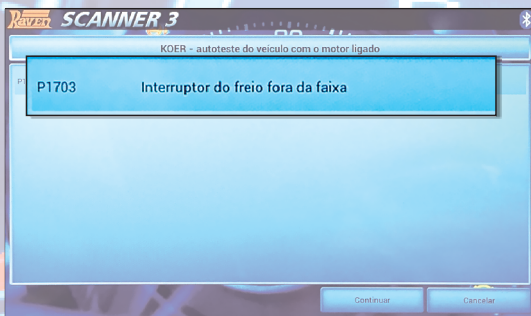 Raven SCANNER 3
KOER - autoteste do veículo com o motor ligado
P1703 Interruptor do freio fora da faixa
Continuar Cancelar